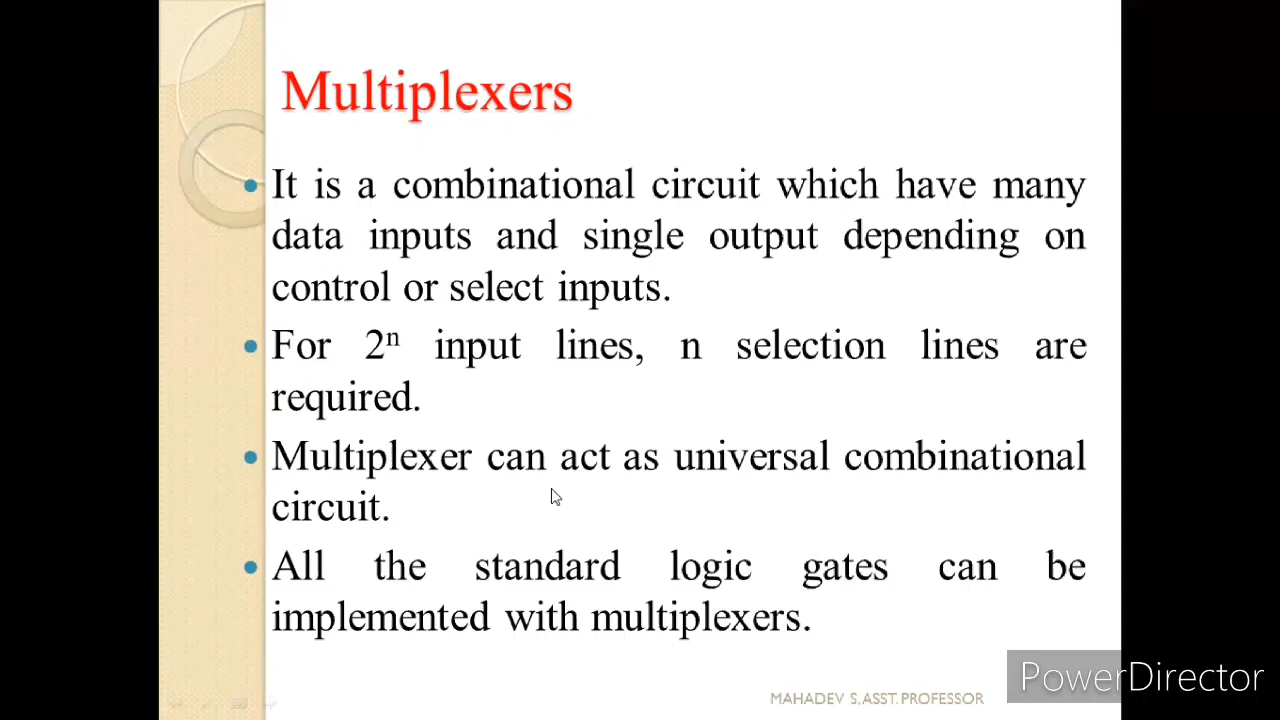 Multiplexers
It is a combinational circuit which have many
data inputs and single output depending on
control or select inputs.
For 2ⁿ input lines, n selection lines are
required.
Multiplexer can act as universal combinational
circuit.
All the standard logic gates can be
implemented with multiplexers.
MAHADEV S, ASST. PROFESSOR
PowerDirector